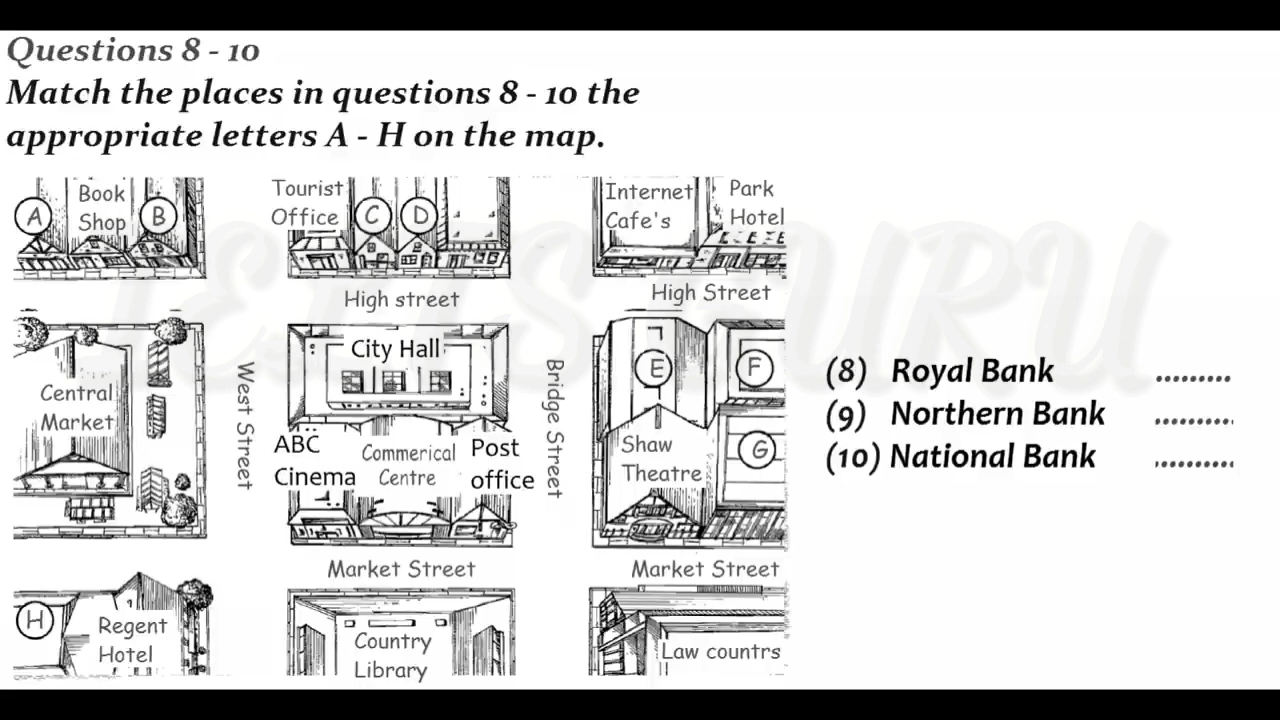 Questions 8 - 10
Match the places in questions 8 - 10 the
appropriate letters A - H on the map.
A
Book
Shop
B
Tourist
Office
C
D
Internet
Cafe's
Park
Hotel
High street
High Street
Central
Market
West Street
City Hall
ABC
Cinema
Commerical
Centre
Post
office
Bridge Street
E
F
Shaw
Theatre
G
Market Street
Market Street
H
Regent
Hotel
Country
Library
Law countrs
(8) Royal Bank ..........
(9) Northern Bank ..........
(10) National Bank ..........
IELTS GURU